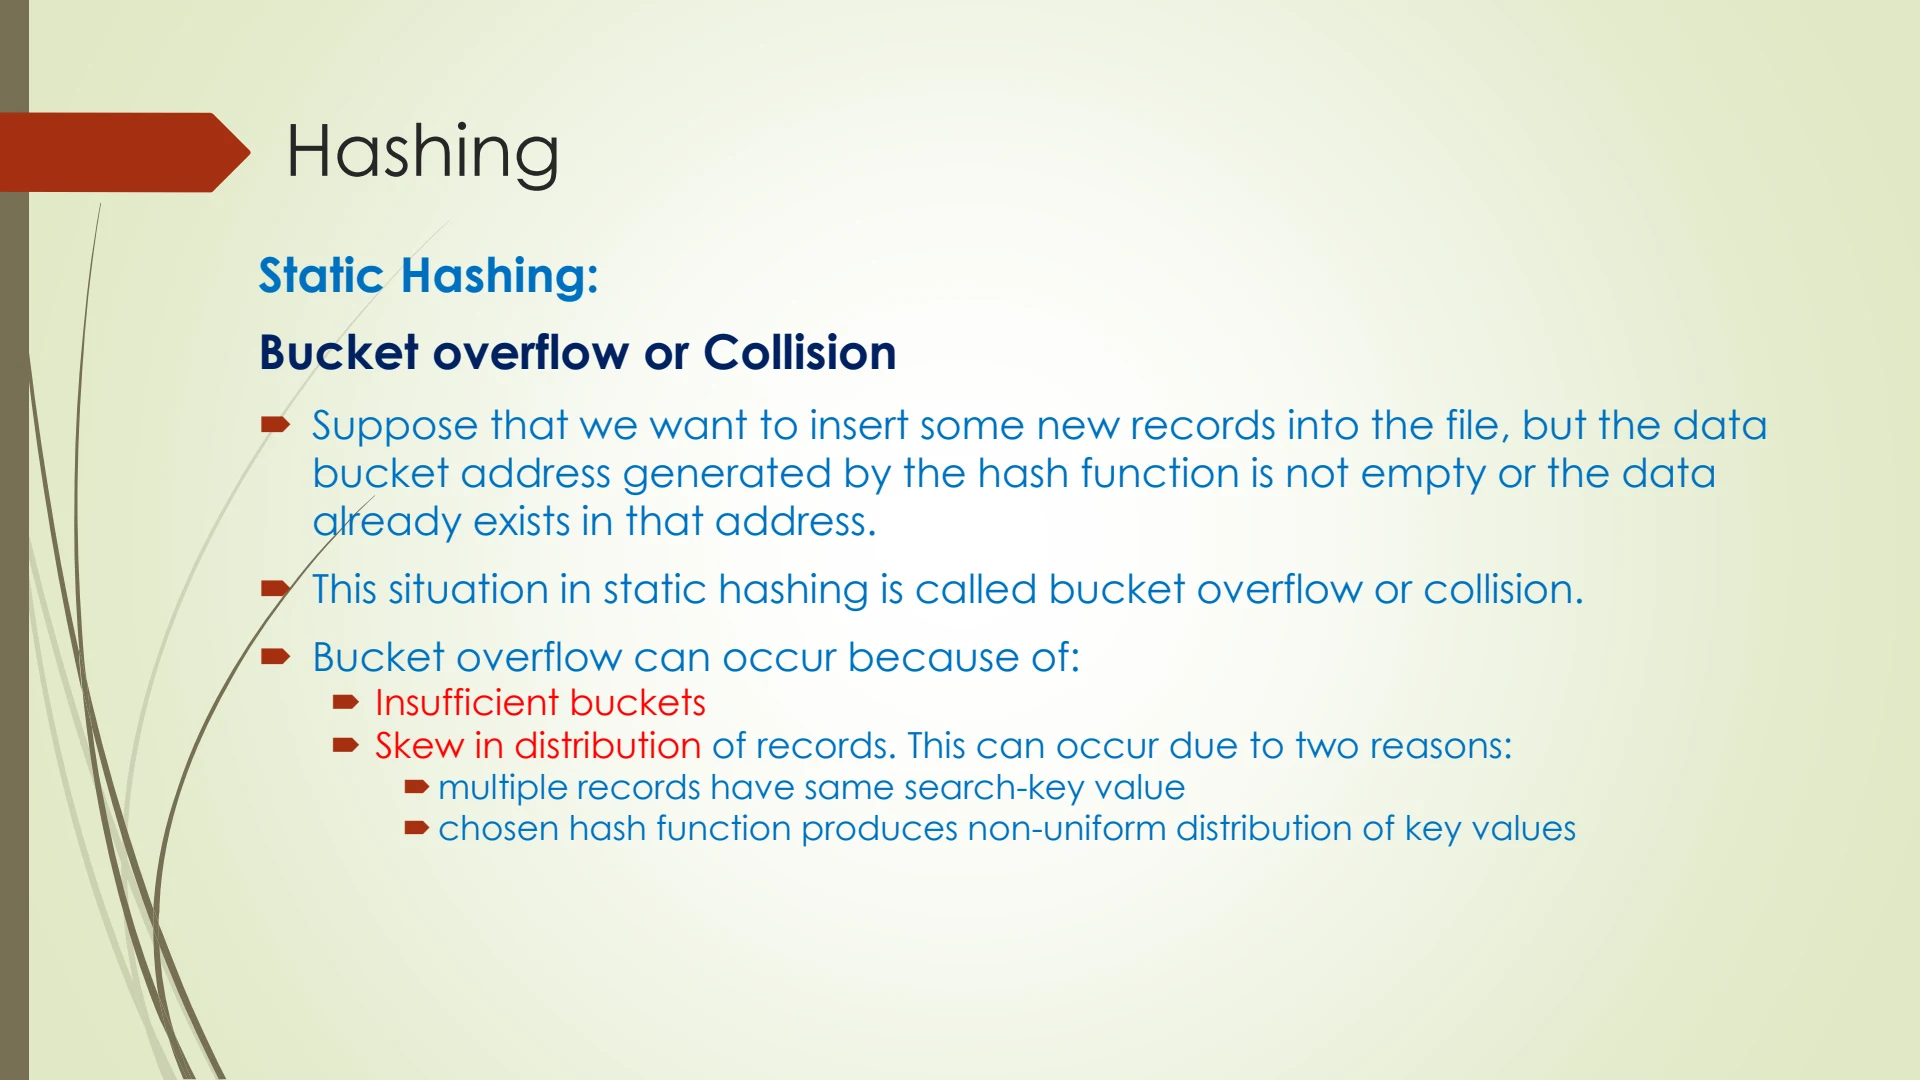 Hashing
Static Hashing:
Bucket overflow or Collision
Suppose that we want to insert some new records into the file, but the data
bucket address generated by the hash function is not empty or the data
already exists in that address.
This situation in static hashing is called bucket overflow or collision.
Bucket overflow can occur because of:
Insufficient buckets
Skew in distribution of records. This can occur due to two reasons:
multiple records have same search-key value
chosen hash function produces non-uniform distribution of key values